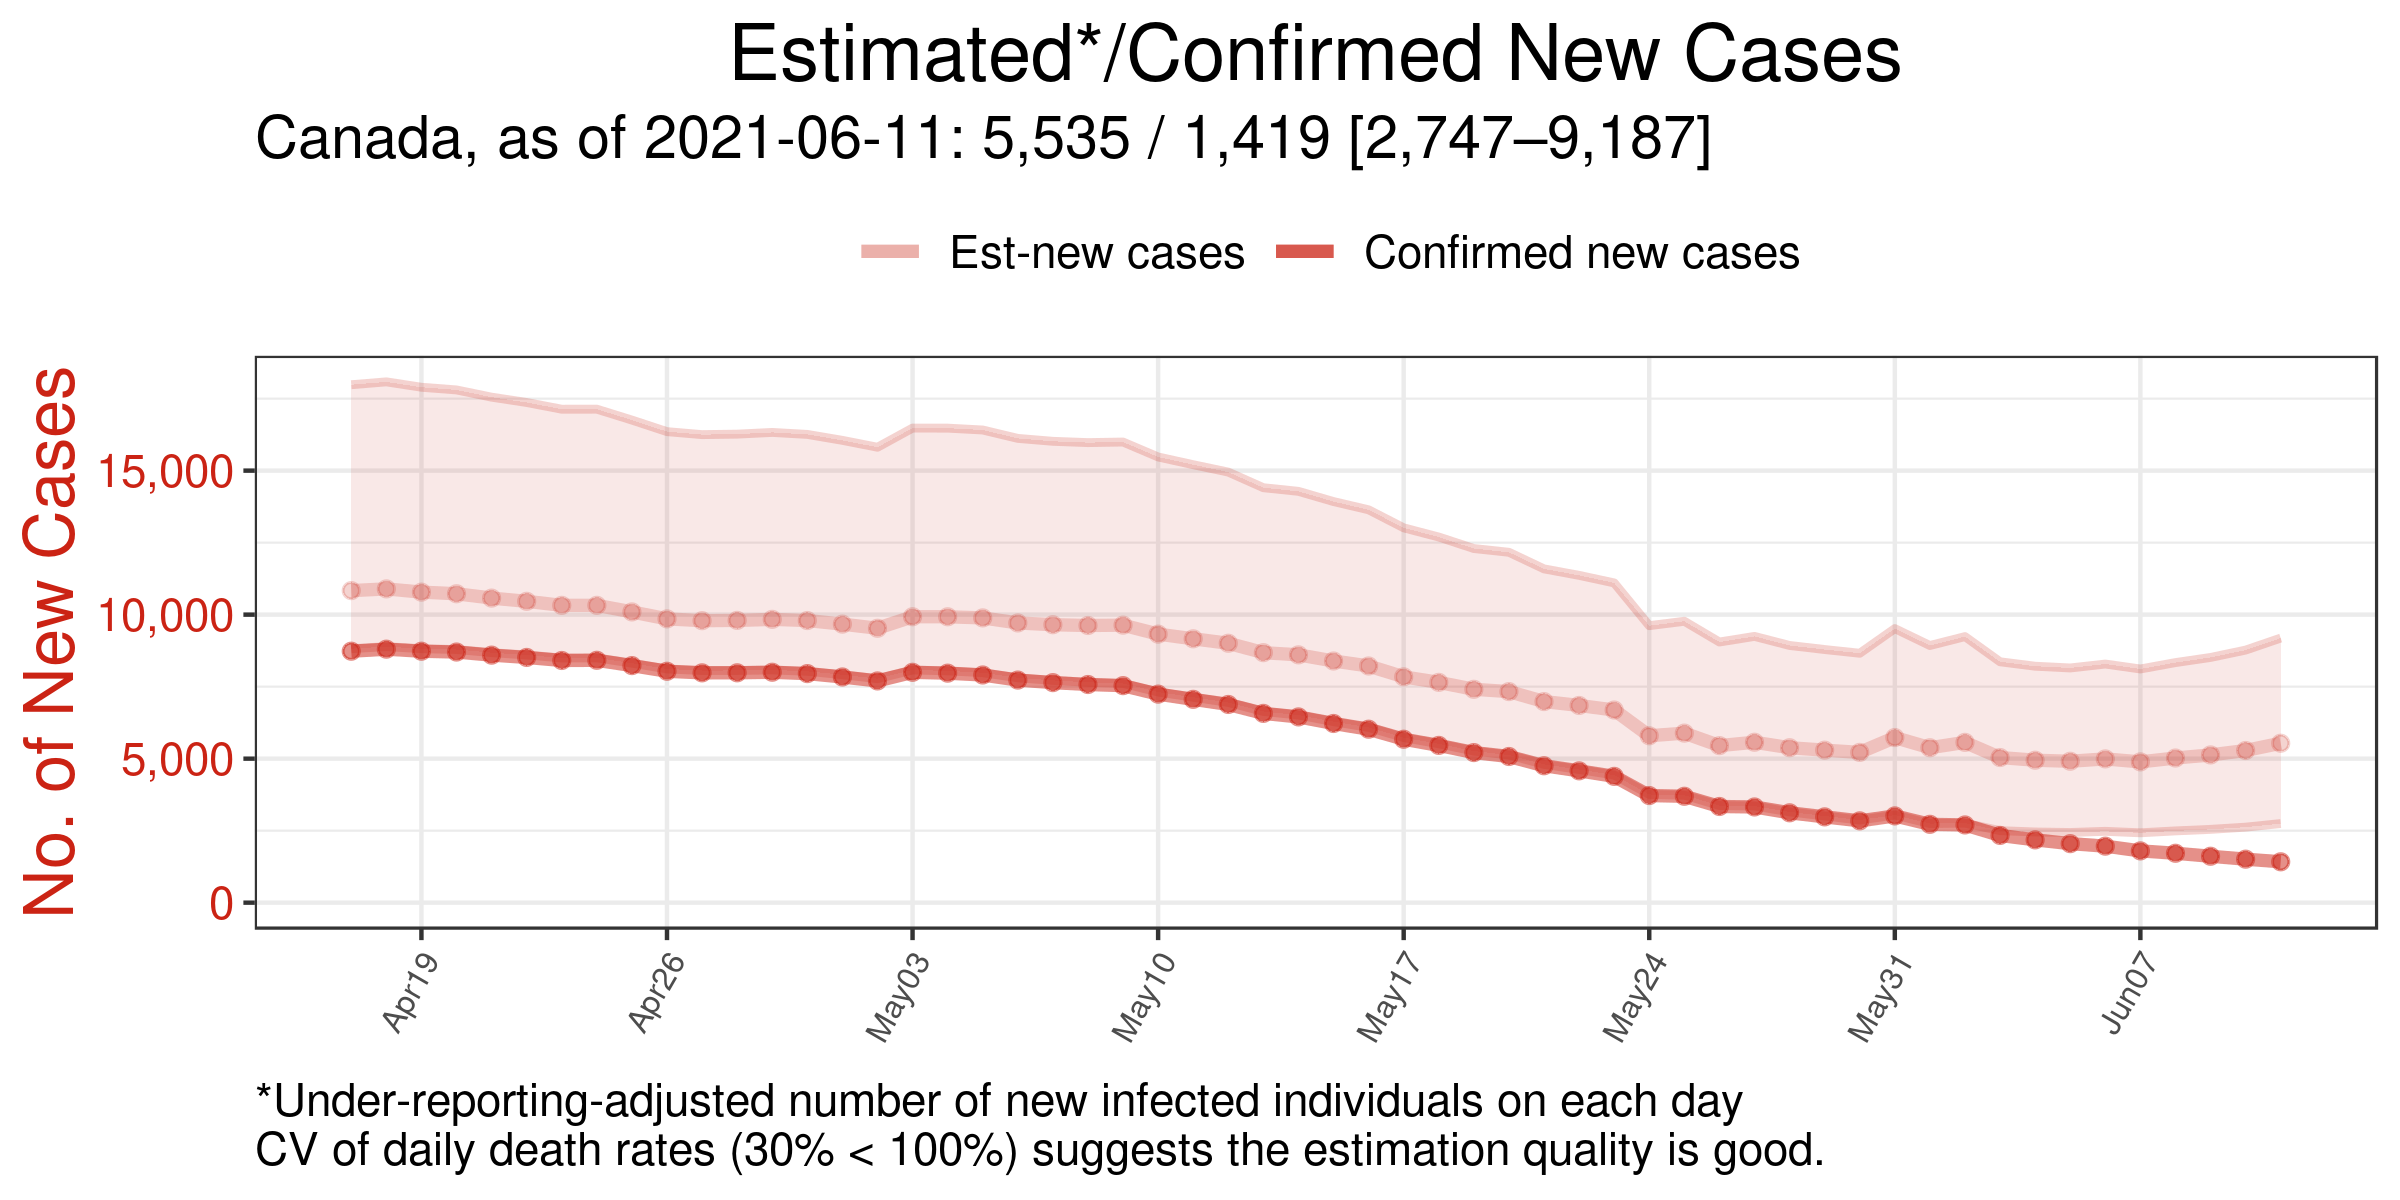 Estimated*/Confirmed New Cases
Canada, as of 2021-06-11: 5,535 / 1,419 [2,747–9,187]
Est-new cases
Confirmed new cases
No. of New Cases
15,000
10,000
5,000
0
Apr19
Apr26
May03
May10
May17
May24
May31
Jun07
*Under-reporting-adjusted number of new infected individuals on each day
CV of daily death rates (30% < 100%) suggests the estimation quality is good.